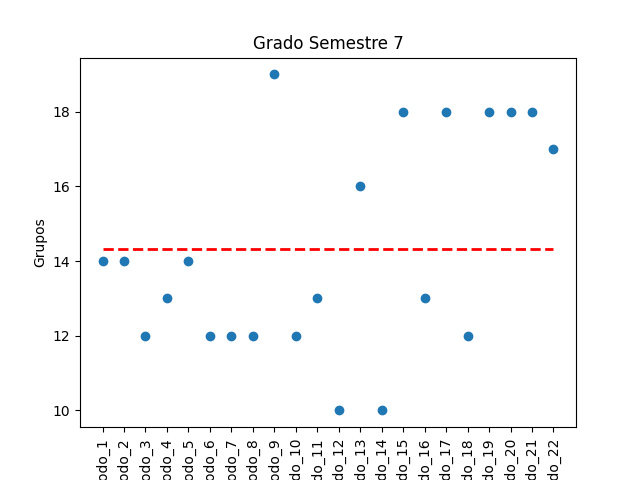 Grado Semestre 7
Grupos
18
16
14
12
10
odo_1
odo_2
odo_3
odo_4
odo_5
odo_6
odo_7
odo_8
odo_9
do_10
do_11
do_12
do_13
do_14
do_15
do_16
do_17
do_18
do_19
do_20
do_21
do_22